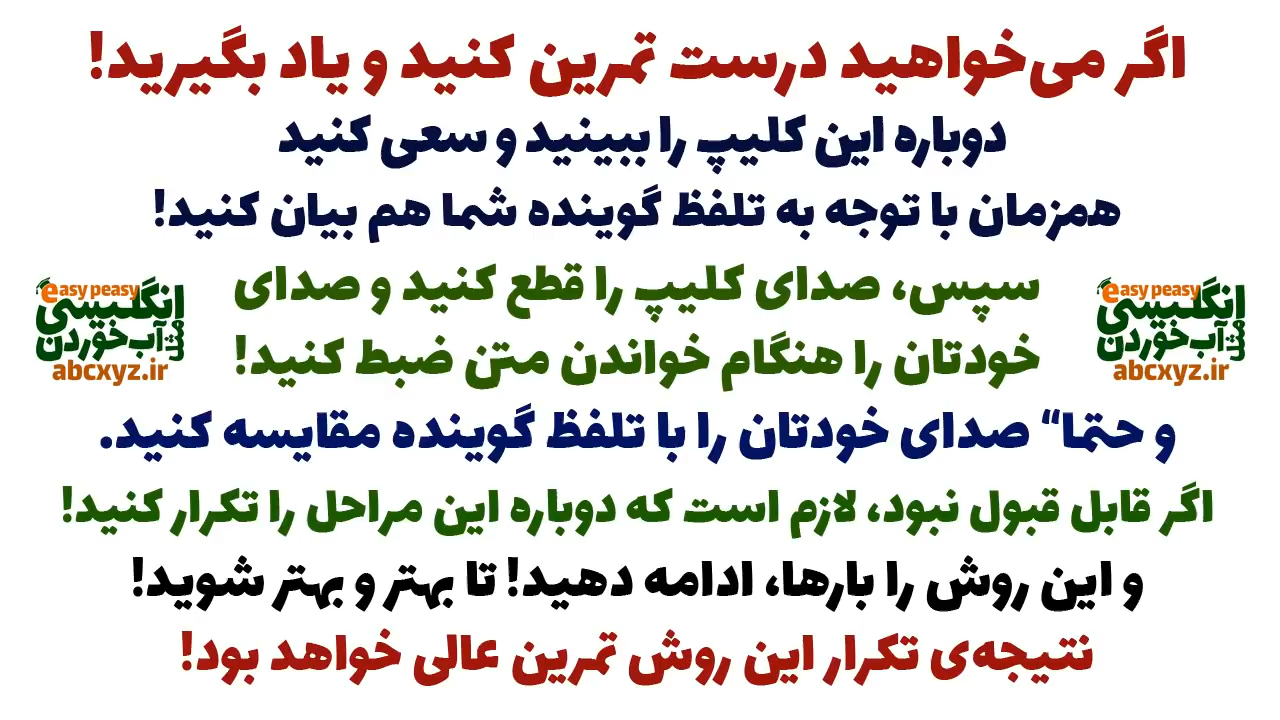 اگر می‌خواهید درست تمرین کنید و یاد بگیرید!
دوباره این کلیپ را ببینید و سعی کنید
همزمان با توجه به تلفظ گوینده شما هم بیان کنید!
سپس، صدای کلیپ را قطع کنید و صدای
خودتان را هنگام خواندن متن ضبط کنید!
easy peasy
انگلیسی
مثل
آب خوردن
abcxyz.ir
easy peasy
انگلیسی
مثل
آب خوردن
abcxyz.ir
و حتما“ صدای خودتان را با تلفظ گوینده مقایسه کنید.
اگر قابل قبول نبود، لازم است که دوباره این مراحل را تکرار کنید!
و این روش را بارها، ادامه دهید! تا بهتر و بهتر شوید!
نتیجه‌ی تکرار این روش تمرین عالی خواهد بود!